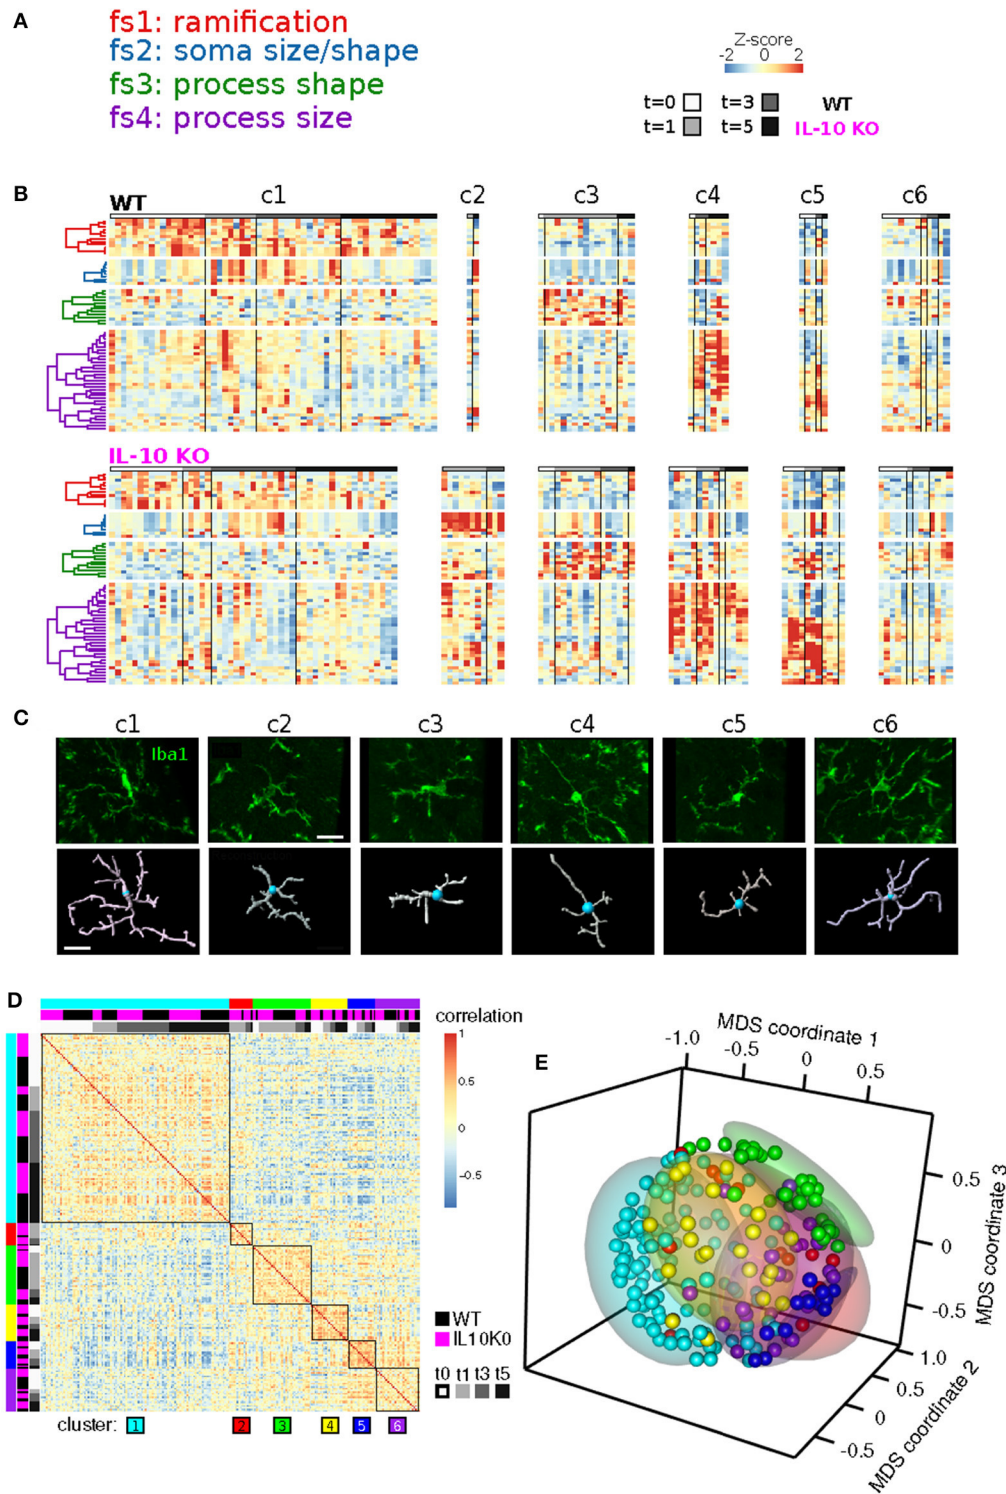 A
fs1: ramification
fs2: soma size/shape
fs3: process shape
fs4: process size
Z-score
-2 0 2
t=0 t=3 WT
t=1 t=5 IL-10 KO
B
WT c1 c2 c3 c4 c5 c6
IL-10 KO
C
c1 c2 c3 c4 c5 c6
Iba1
D
correlation
1
0.5
0
-0.5
WT
IL10K0
t0 t1 t3 t5
cluster: 1 2 3 4 5 6
E
MDS coordinate 1
-1.0 -0.5 0 0.5
MDS coordinate 3
0.5
0
-0.5
MDS coordinate 2
1.0
0.5
0
-0.5